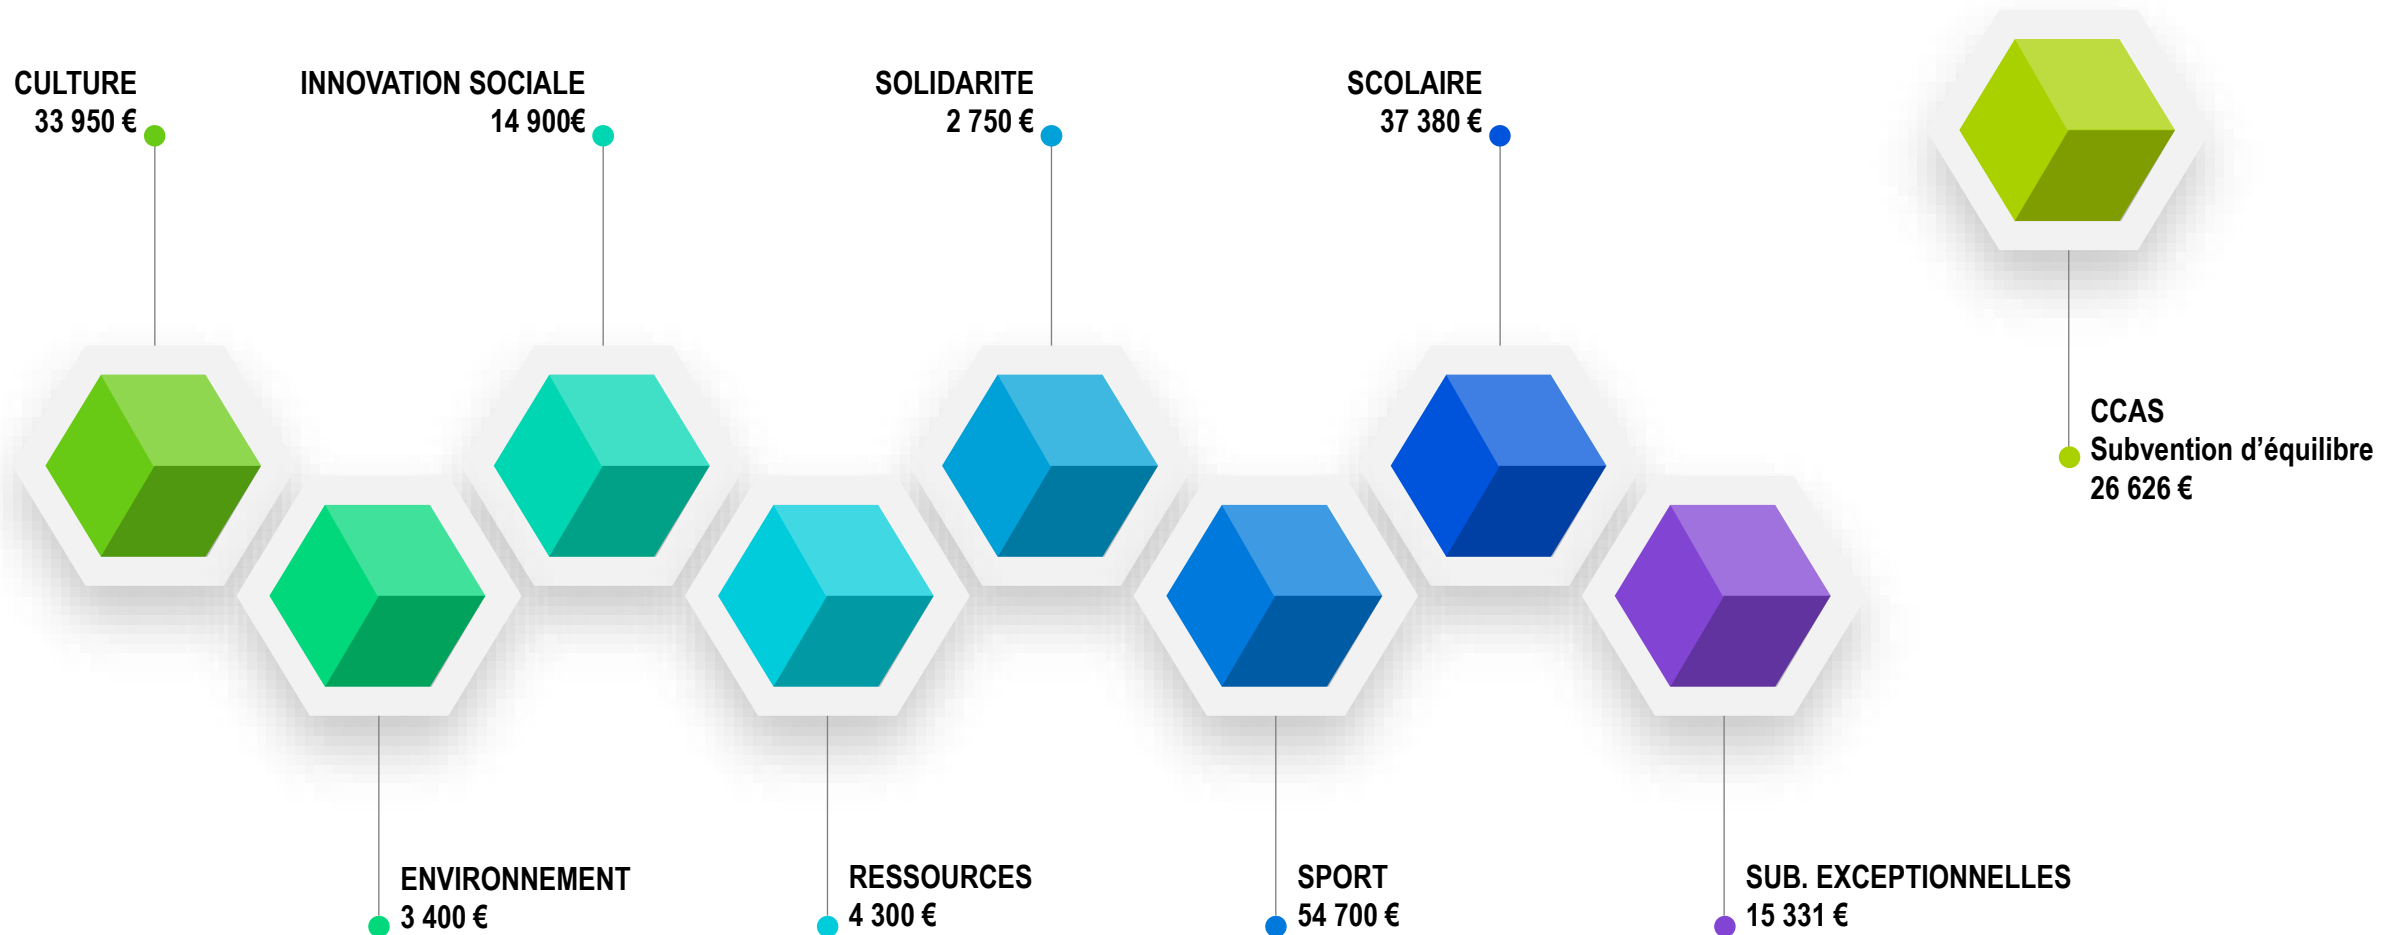 CULTURE
33 950 €
INNOVATION SOCIALE
14 900€
SOLIDARITE
2 750 €
SCOLAIRE
37 380 €
CCAS
Subvention d’équilibre
26 626 €
ENVIRONNEMENT
3 400 €
RESSOURCES
4 300 €
SPORT
54 700 €
SUB. EXCEPTIONNELLES
15 331 €